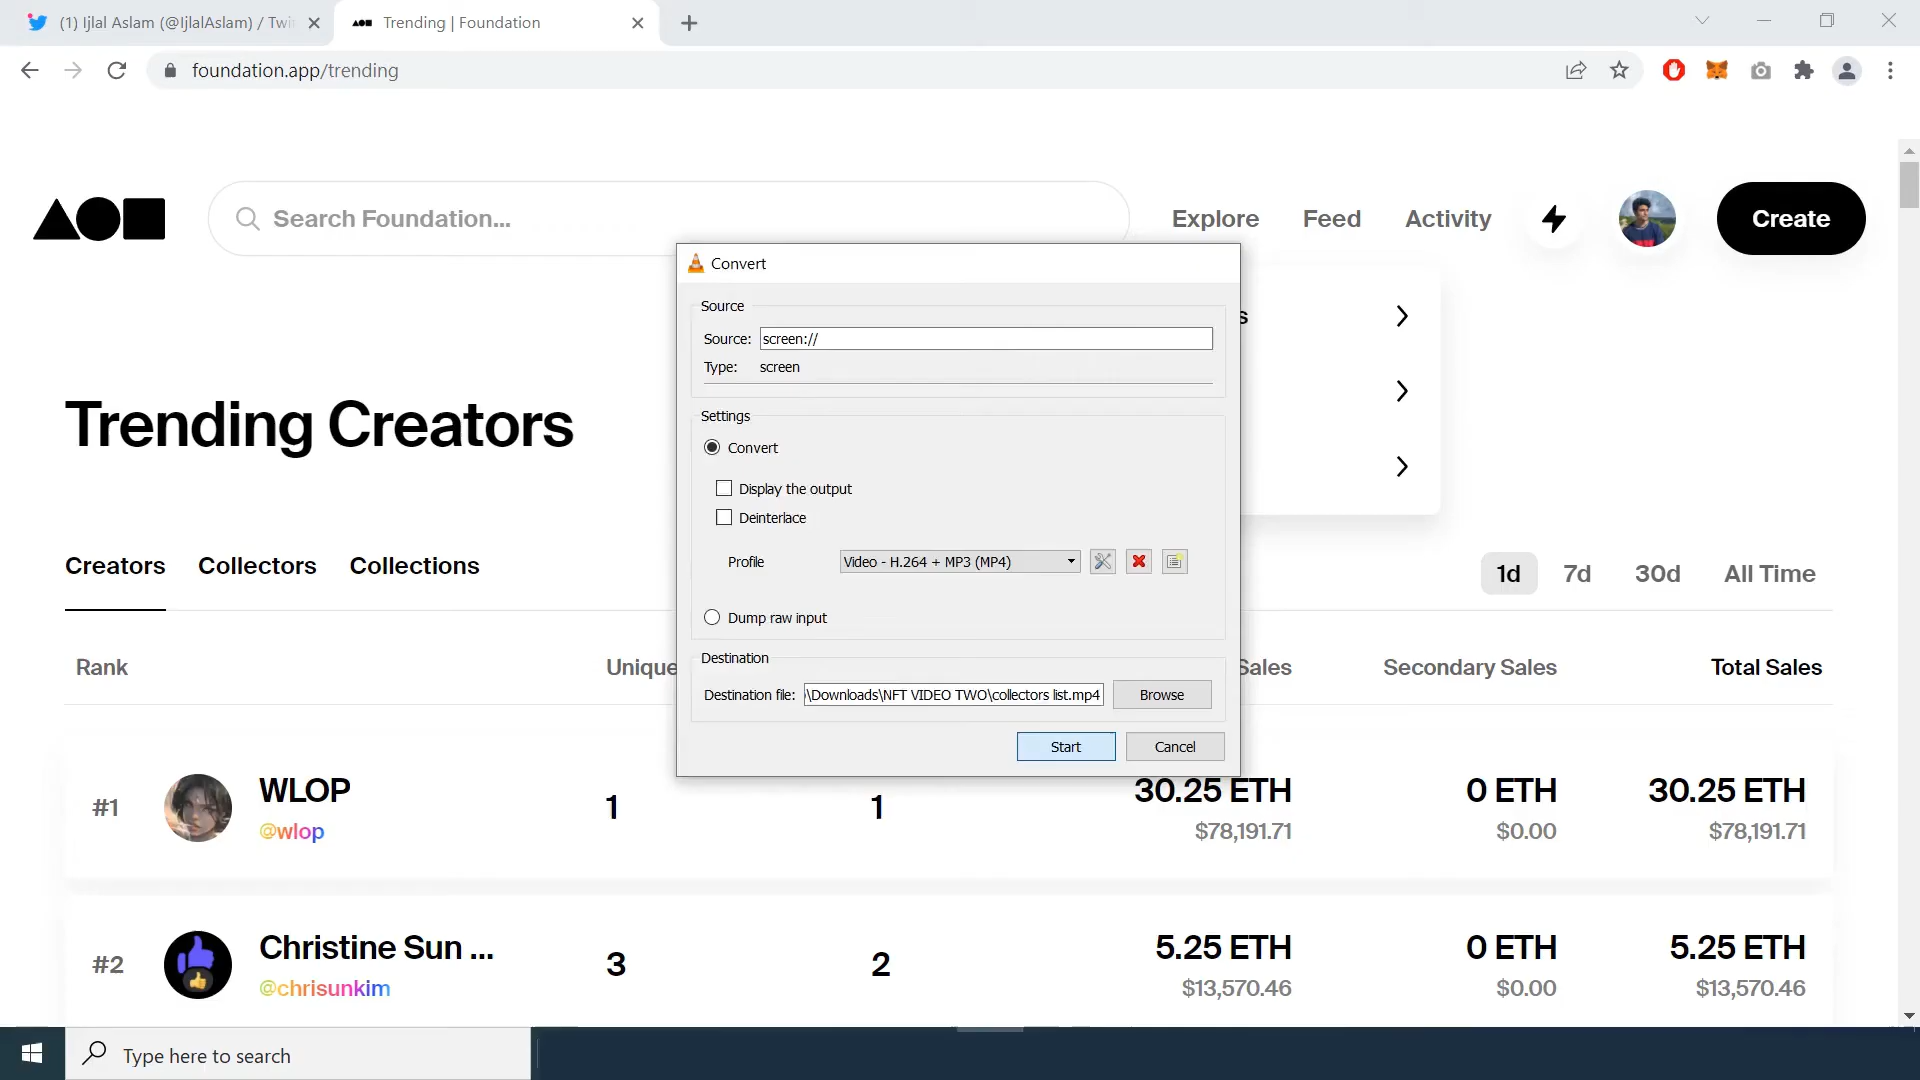 (1) Ijlal Aslam (@IjlalAslam) / Twi
Trending | Foundation
foundation.app/trending
Search Foundation...
Explore
Feed
Activity
Create
Convert
Source
Source: screen://
Type: screen
Settings
Convert
Display the output
Deinterlace
Profile
Video - H.264 + MP3 (MP4)
Dump raw input
Destination
Destination file: \Downloads\NFT VIDEO TWO\collectors list.mp4
Browse
Start
Cancel
s
Trending Creators
Creators
Collectors
Collections
1d
7d
30d
All Time
Rank
Unique
Sales
Secondary Sales
Total Sales
#1
WLOP
@wlop
1
1
30.25 ETH
$78,191.71
0 ETH
$0.00
30.25 ETH
$78,191.71
#2
Christine Sun ...
@chrisunkim
3
2
5.25 ETH
$13,570.46
0 ETH
$0.00
5.25 ETH
$13,570.46
Type here to search